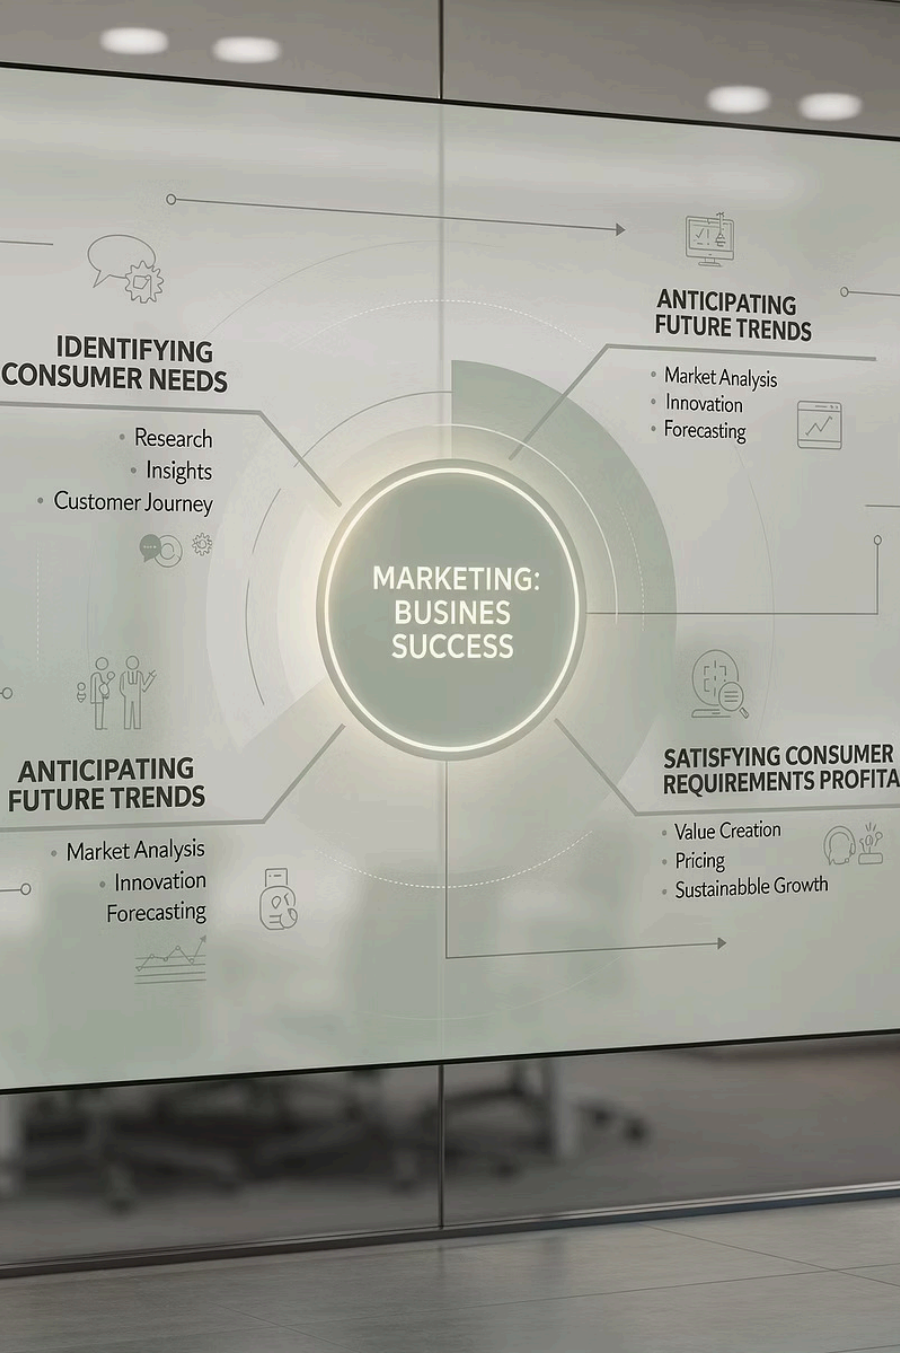 IDENTIFYING
CONSUMER NEEDS
• Research
• Insights
• Customer Journey
ANTICIPATING
FUTURE TRENDS
• Market Analysis
• Innovation
• Forecasting
MARKETING:
BUSINES
SUCCESS
ANTICIPATING
FUTURE TRENDS
• Market Analysis
• Innovation
Forecasting
SATISFYING CONSUMER
REQUIREMENTS PROFITA
• Value Creation
• Pricing
• Sustainabble Growth